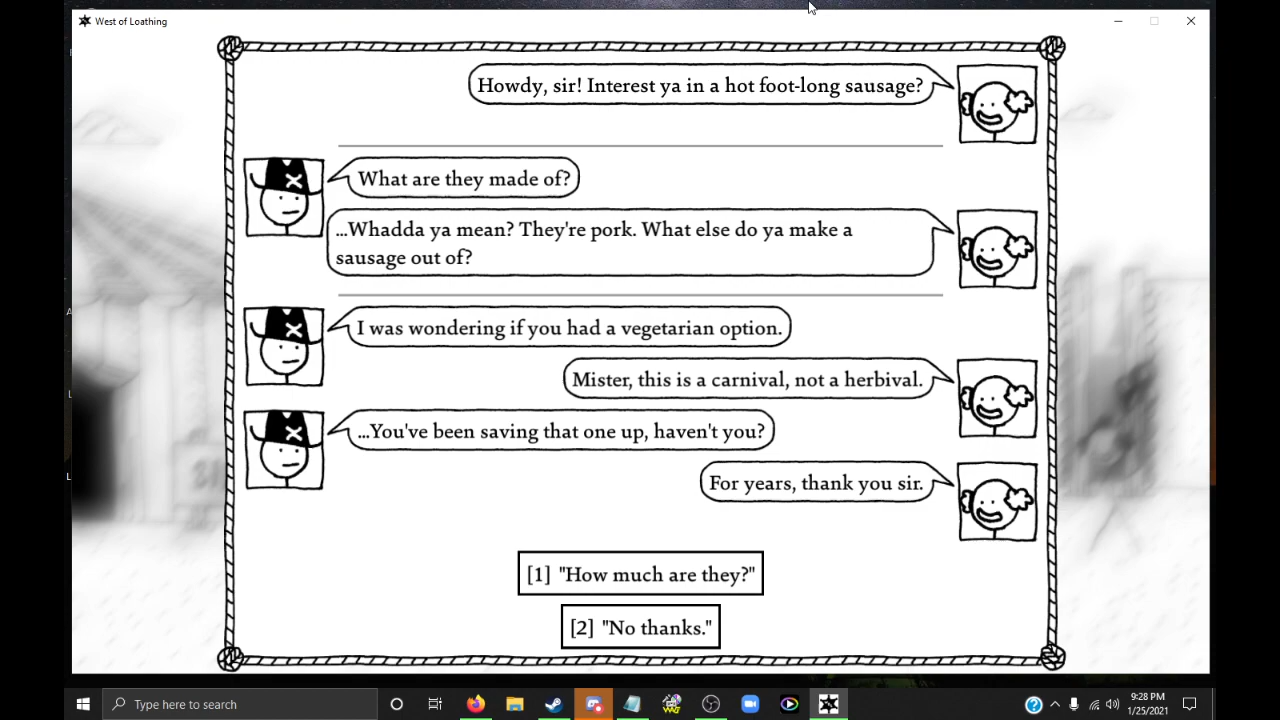 West of Loathing
Howdy, sir! Interest ya in a hot foot-long sausage?
What are they made of?
...Whadda ya mean? They're pork. What else do ya make a
sausage out of?
I was wondering if you had a vegetarian option.
Mister, this is a carnival, not a herbival.
...You've been saving that one up, haven't you?
For years, thank you sir.
[1] "How much are they?"
[2] "No thanks."
Type here to search
9:28 PM
1/25/2021